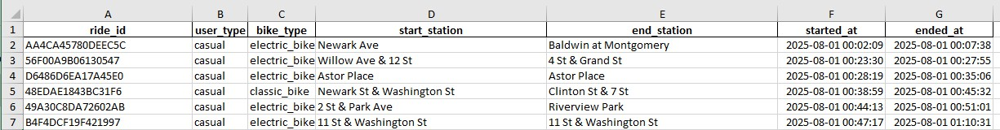 A B C D E F G
1 ride_id user_type bike_type start_station end_station started_at ended_at
2 AA4CA45780DEEC5C casual electric_bike Newark Ave Baldwin at Montgomery 2025-08-01 00:02:09 2025-08-01 00:07:38
3 56F00A9B06130547 casual electric_bike Willow Ave & 12 St 4 St & Grand St 2025-08-01 00:23:30 2025-08-01 00:27:55
4 D6486D6EA17A45E0 casual electric_bike Astor Place Astor Place 2025-08-01 00:28:19 2025-08-01 00:35:06
5 48EDAE1843BC31F6 casual classic_bike Newark St & Washington St Clinton St & 7 St 2025-08-01 00:38:59 2025-08-01 00:45:32
6 49A30C8DA72602AB casual electric_bike 2 St & Park Ave Riverview Park 2025-08-01 00:44:13 2025-08-01 00:51:01
7 B4F4DCF19F421997 casual electric_bike 11 St & Washington St 11 St & Washington St 2025-08-01 00:47:17 2025-08-01 01:10:31